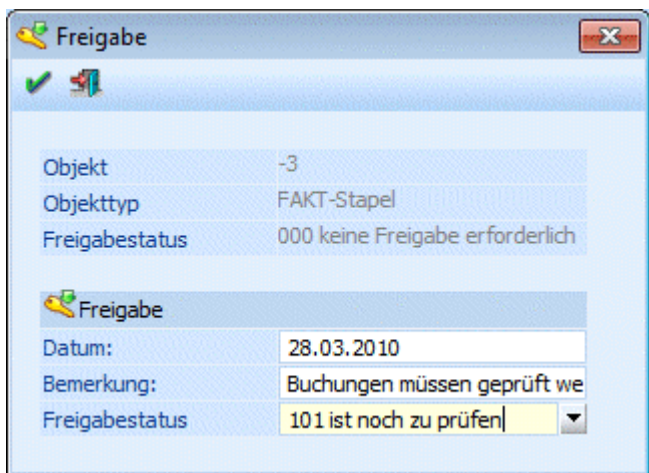 Freigabe
Objekt -3
Objekttyp FAKT-Stapel
Freigabestatus 000 keine Freigabe erforderlich
Freigabe
Datum: 28.03.2010
Bemerkung: Buchungen müssen geprüft we
Freigabestatus 101 ist noch zu prüfen